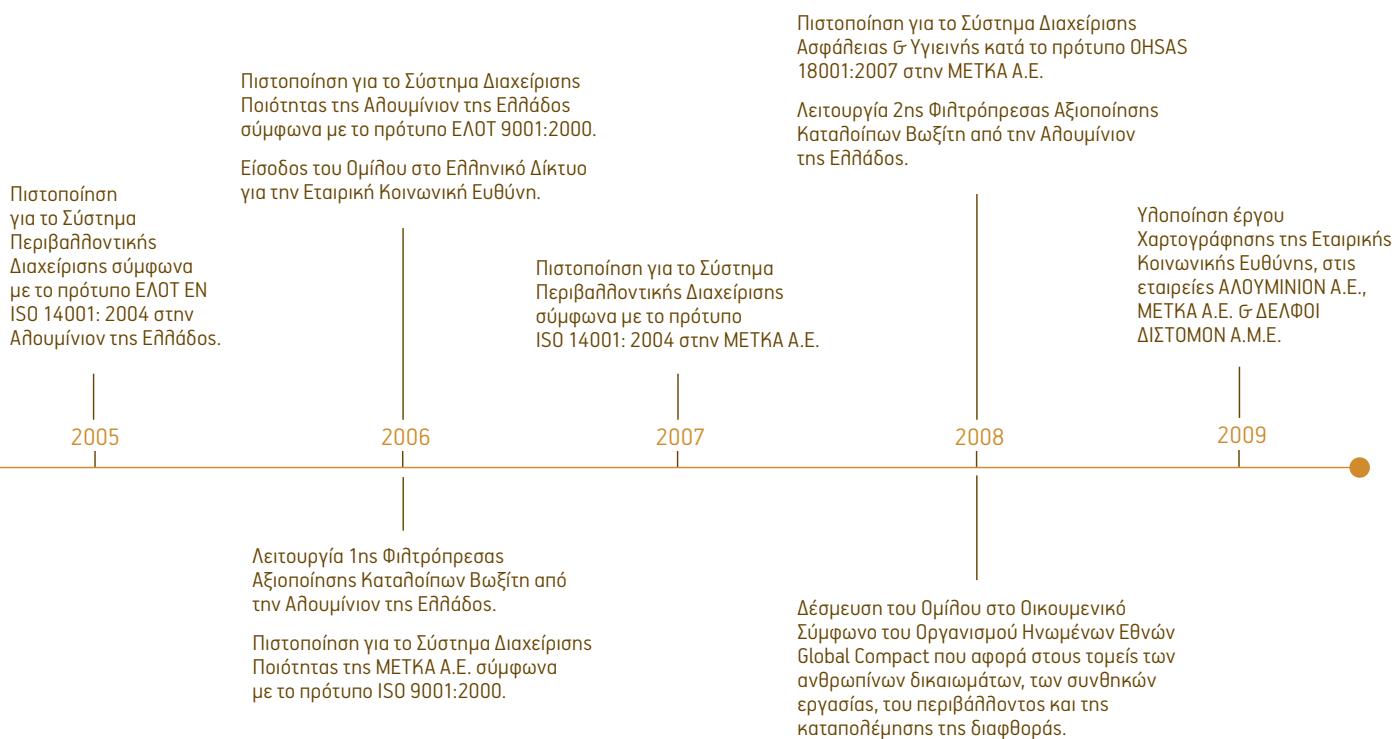 Πιστοποίηση
για το Σύστημα
Περιβαλλοντικής
Διαχείρισης σύμφωνα
με το πρότυπο ΕΛΟΤ ΕΝ
ISO 14001: 2004 στην
Αλουμίνιον της Ελλάδος.
2005
Πιστοποίηση για το Σύστημα Διαχείρισης
Ποιότητας της Αλουμίνιον της Ελλάδος
σύμφωνα με το πρότυπο ΕΛΟΤ 9001:2000.
Είσοδος του Ομίλου στο Ελληνικό Δίκτυο
για την Εταιρική Κοινωνική Ευθύνη.
2006
Λειτουργία 1ης Φιλτρόπρεσας
Αξιοποίησης Καταλοίπων Βωξίτη από
την Αλουμίνιον της Ελλάδος.
Πιστοποίηση για το Σύστημα Διαχείρισης
Ποιότητας της ΜΕΤΚΑ Α.Ε. σύμφωνα
με το πρότυπο ISO 9001:2000.
Πιστοποίηση για το Σύστημα
Περιβαλλοντικής Διαχείρισης
σύμφωνα με το πρότυπο
ISO 14001: 2004 στην ΜΕΤΚΑ Α.Ε.
2007
Πιστοποίηση για το Σύστημα Διαχείρισης
Ασφάλειας & Υγιεινής κατά το πρότυπο OHSAS
18001:2007 στην ΜΕΤΚΑ Α.Ε.
Λειτουργία 2ης Φιλτρόπρεσας Αξιοποίησης
Καταλοίπων Βωξίτη από την Αλουμίνιον
της Ελλάδος.
2008
Δέσμευση του Ομίλου στο Οικουμενικό
Σύμφωνο του Οργανισμού Ηνωμένων Εθνών
Global Compact που αφορά στους τομείς των
ανθρωπίνων δικαιωμάτων, των συνθηκών
εργασίας, του περιβάλλοντος και της
καταπολέμησης της διαφθοράς.
Υλοποίηση έργου
Χαρτογράφησης της Εταιρικής
Κοινωνικής Ευθύνης, στις
εταιρείες ΑΛΟΥΜΙΝΙΟΝ Α.Ε.,
ΜΕΤΚΑ Α.Ε. & ΔΕΛΦΟΙ
ΔΙΣΤΟΜΟΝ Α.Μ.Ε.
2009